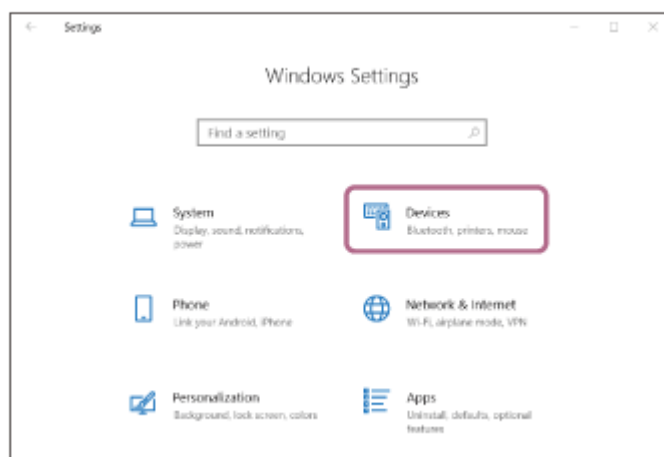 Settings
Windows Settings
Find a setting
System
Display, sound, notifications,
power
Devices
Bluetooth, printers, mouse
Phone
Link your Android, iPhone
Network & Internet
Wi-Fi, airplane mode, VPN
Personalization
Background, lock screen, colors
Apps
Uninstall, defaults, optional
features